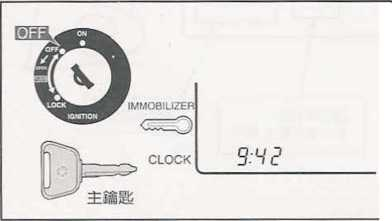 OFF
ON
OFF
LOCK
IGNITION
IMMOBILIZER
CLOCK
9:42
主鑰匙